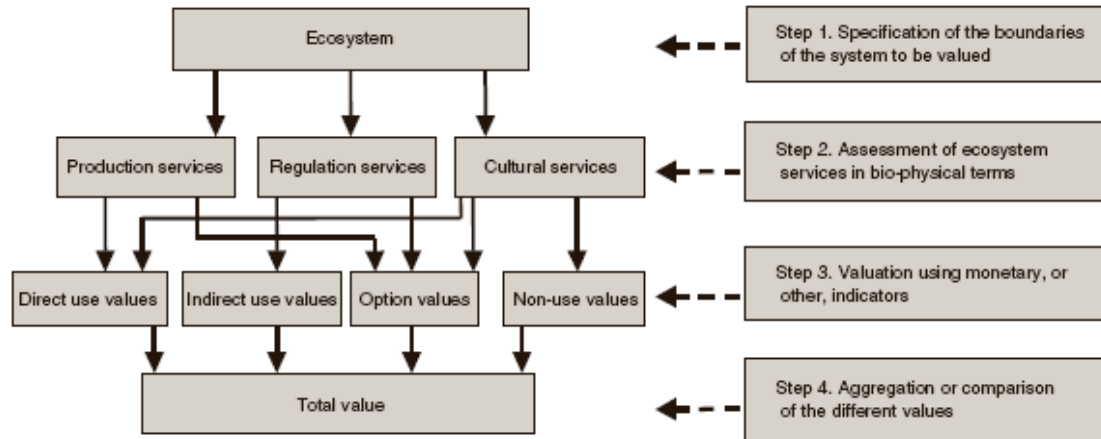 Ecosystem
Step 1. Specification of the boundaries
of the system to be valued
Production services
Regulation services
Cultural services
Step 2. Assessment of ecosystem
services in bio-physical terms
Direct use values
Indirect use values
Option values
Non-use values
Step 3. Valuation using monetary, or
other, indicators
Total value
Step 4. Aggregation or comparison
of the different values